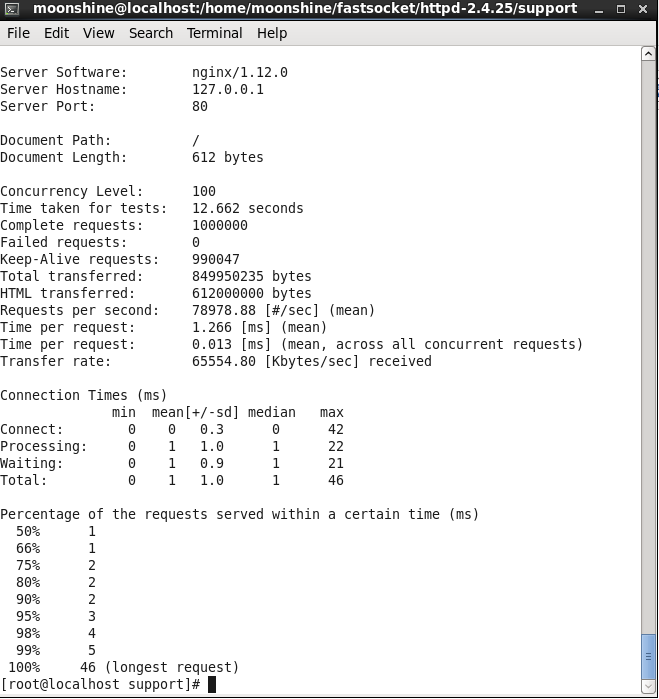 moonshine@localhost:/home/moonshine/fastsocket/httpd-2.4.25/support
File Edit View Search Terminal Help
Server Software:        nginx/1.12.0
Server Hostname:        127.0.0.1
Server Port:            80
Document Path:          /
Document Length:        612 bytes
Concurrency Level:      100
Time taken for tests:   12.662 seconds
Complete requests:      1000000
Failed requests:        0
Keep-Alive requests:    990047
Total transferred:      849950235 bytes
HTML transferred:       612000000 bytes
Requests per second:    78978.88 [#/sec] (mean)
Time per request:       1.266 [ms] (mean)
Time per request:       0.013 [ms] (mean, across all concurrent requests)
Transfer rate:          65554.80 [Kbytes/sec] received
Connection Times (ms)
              min  mean[+/-sd] median   max
Connect:        0    0   0.3      0      42
Processing:     0    1   1.0      1      22
Waiting:        0    1   0.9      1      21
Total:          0    1   1.0      1      46
Percentage of the requests served within a certain time (ms)
  50%      1
  66%      1
  75%      2
  80%      2
  90%      2
  95%      3
  98%      4
  99%      5
 100%     46 (longest request)
[root@localhost support]#